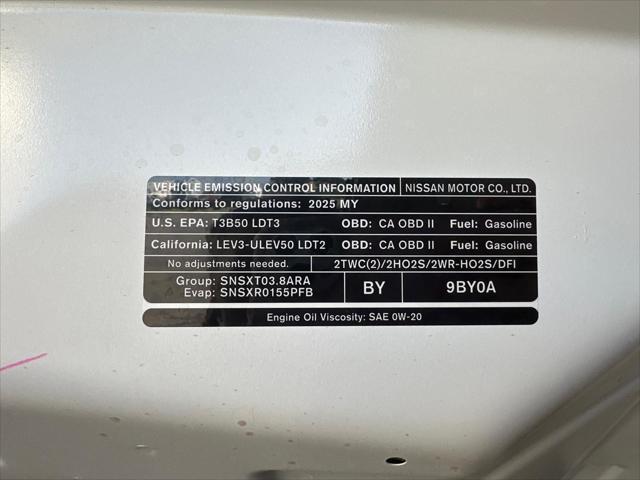 VEHICLE EMISSION CONTROL INFORMATION NISSAN MOTOR CO., LTD.
Conforms to regulations: 2025 MY
U.S. EPA: T3B50 LDT3 OBD: CA OBD II Fuel: Gasoline
California: LEV3-ULEV50 LDT2 OBD: CA OBD II Fuel: Gasoline
No adjustments needed. 2TWC(2)/2HO2S/2WR-HO2S/DFI
Group: SNSXT03.8ARA
Evap: SNSXR0155PFB
BY 9BY0A
Engine Oil Viscosity: SAE 0W-20